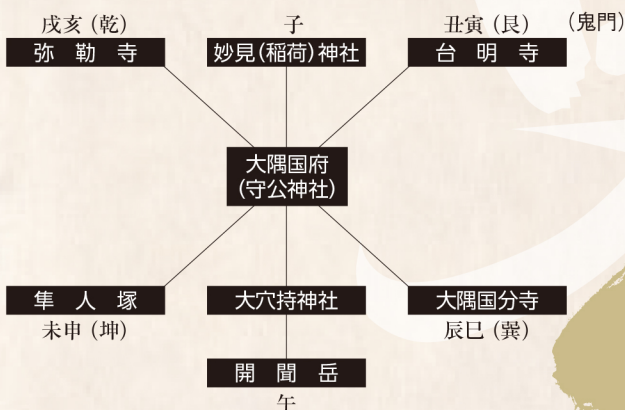 戌亥（乾）
子
丑寅（艮）
（鬼門）
弥勒寺
妙見（稲荷）神社
台明寺
大隅国府
（守公神社）
隼人塚
大穴持神社
大隅国分寺
未申（坤）
辰巳（巽）
開聞岳
午